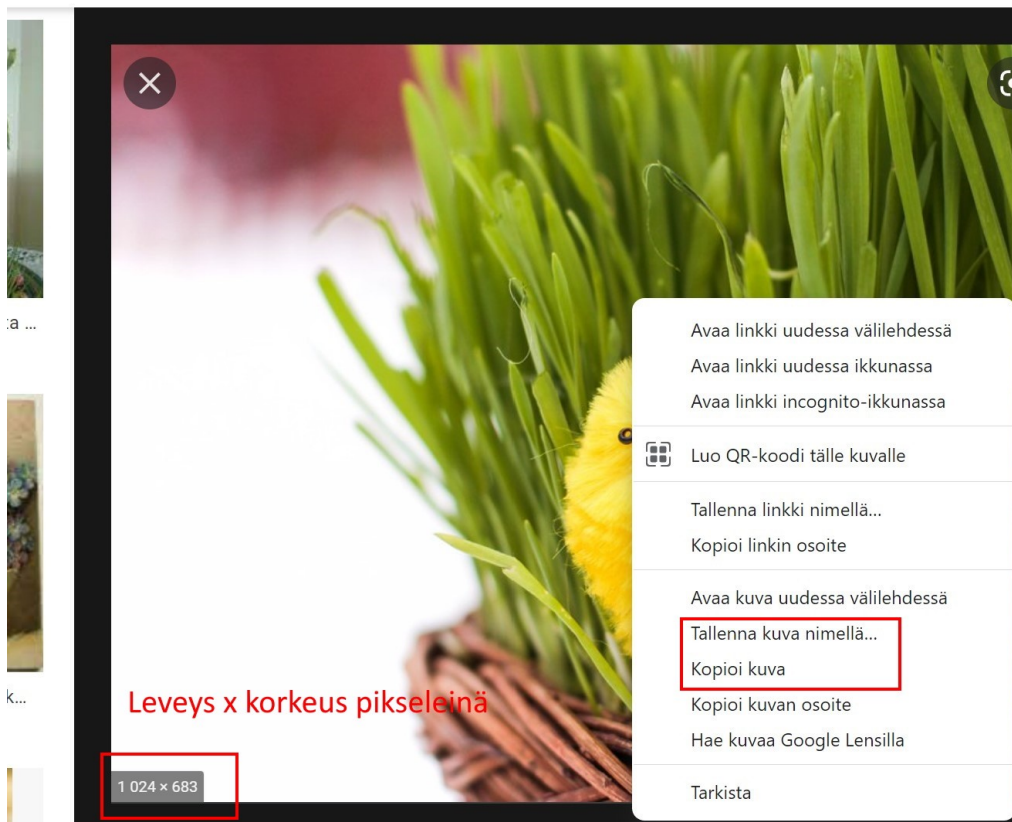 ta ...
Avaa linkki uudessa välilehdessä
Avaa linkki uudessa ikkunassa
Avaa linkki incognito-ikkunassa
Luo QR-koodi tälle kuvalle
Tallenna linkki nimellä...
Kopioi linkin osoite
Avaa kuva uudessa välilehdessä
Tallenna kuva nimellä...
Kopioi kuva
k...
Leveys x korkeus pikseleinä
Kopioi kuvan osoite
Hae kuvaa Google Lensilla
1 024 × 683
Tarkista